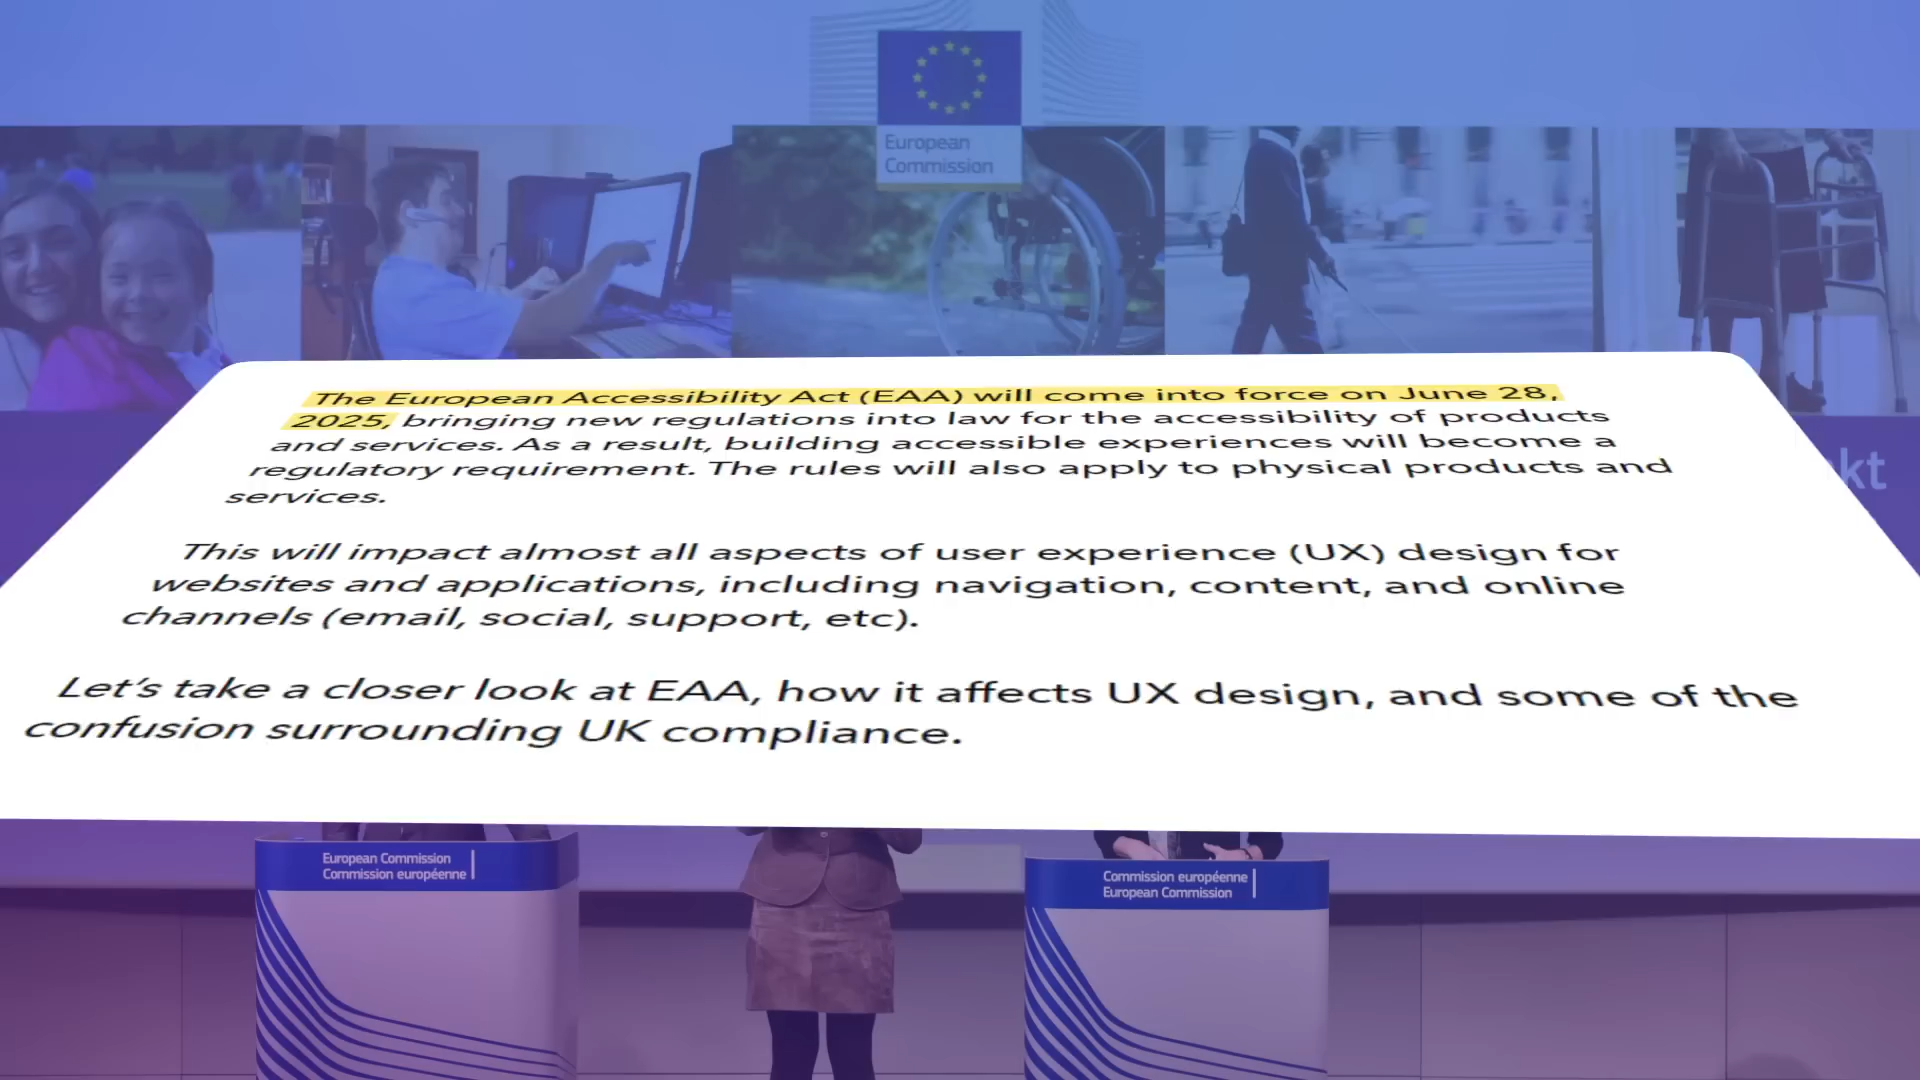 European
Commission
The European Accessibility Act (EAA) will come into force on June 28,
2025, bringing new regulations into law for the accessibility of products
and services. As a result, building accessible experiences will become a
regulatory requirement. The rules will also apply to physical products and
services.
kt
This will impact almost all aspects of user experience (UX) design for
websites and applications, including navigation, content, and online
channels (email, social, support, etc).
Let's take a closer look at EAA, how it affects UX design, and some of the
confusion surrounding UK compliance.
European Commission
Commission européenne
Commission européenne
European Commission